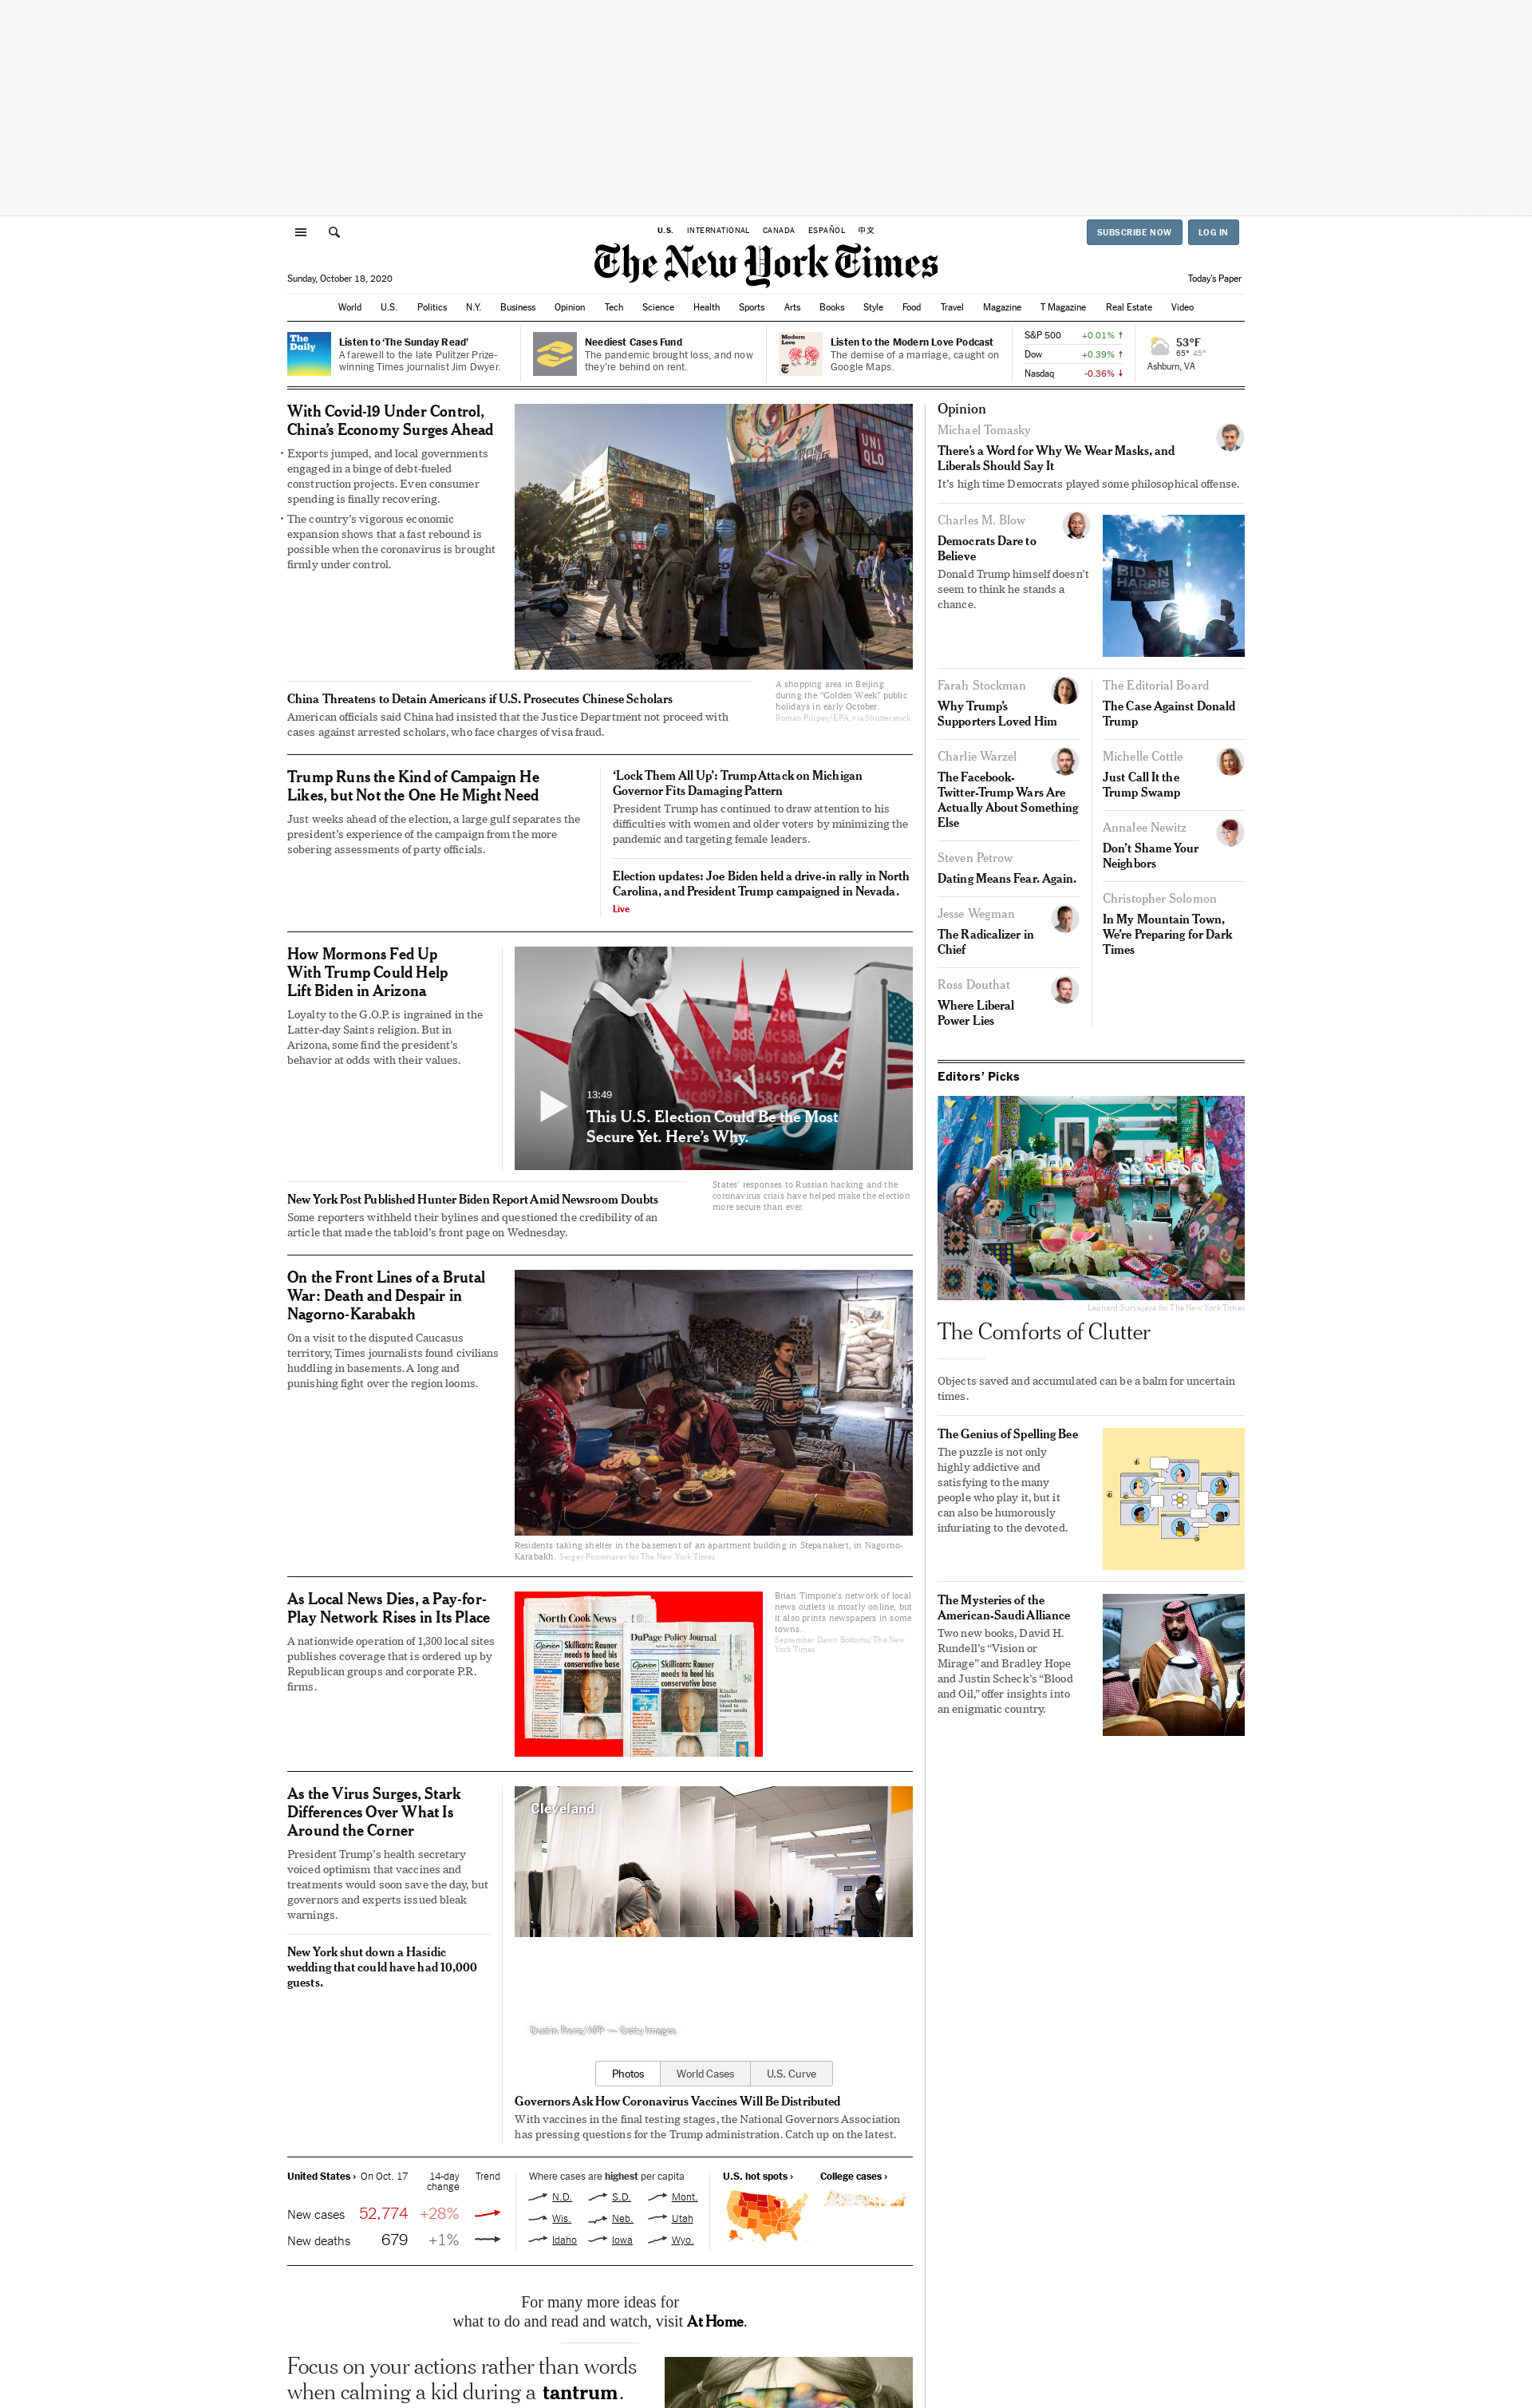 U.S. INTERNATIONAL CANADA ESPAÑOL 中文
SUBSCRIBE NOW LOG IN
The New York Times
Sunday, October 18, 2020
Today's Paper
World U.S. Politics N.Y. Business Opinion Tech Science Health Sports Arts Books Style Food Travel Magazine T Magazine Real Estate Video
The
Daily
Listen to ‘The Sunday Read’
A farewell to the late Pulitzer Prize-
winning Times journalist Jim Dwyer.
Neediest Cases Fund
The pandemic brought loss, and now
they’re behind on rent.
Modern
Love
Listen to the Modern Love Podcast
The demise of a marriage, caught on
Google Maps.
S&P 500 +0.01% ↑
Dow +0.39% ↑
Nasdaq -0.36% ↓
53°F
65° 45°
Ashburn, VA
With Covid-19 Under Control,
China’s Economy Surges Ahead
• Exports jumped, and local governments
engaged in a binge of debt-fueled
construction projects. Even consumer
spending is finally recovering.
• The country’s vigorous economic
expansion shows that a fast rebound is
possible when the coronavirus is brought
firmly under control.
UNI
QLO
China Threatens to Detain Americans if U.S. Prosecutes Chinese Scholars
American officials said China had insisted that the Justice Department not proceed with
cases against arrested scholars, who face charges of visa fraud.
A shopping area in Beijing
during the “Golden Week” public
holidays in early October.
Roman Pilipey/EPA, via Shutterstock
Trump Runs the Kind of Campaign He
Likes, but Not the One He Might Need
Just weeks ahead of the election, a large gulf separates the
president’s experience of the campaign from the more
sobering assessments of party officials.
‘Lock Them All Up’: Trump Attack on Michigan
Governor Fits Damaging Pattern
President Trump has continued to draw attention to his
difficulties with women and older voters by minimizing the
pandemic and targeting female leaders.
Election updates: Joe Biden held a drive-in rally in North
Carolina, and President Trump campaigned in Nevada.
Live
How Mormons Fed Up
With Trump Could Help
Lift Biden in Arizona
Loyalty to the G.O.P. is ingrained in the
Latter-day Saints religion. But in
Arizona, some find the president’s
behavior at odds with their values.
VOTE
13:49
This U.S. Election Could Be the Most
Secure Yet. Here’s Why.
New York Post Published Hunter Biden Report Amid Newsroom Doubts
Some reporters withheld their bylines and questioned the credibility of an
article that made the tabloid’s front page on Wednesday.
States’ responses to Russian hacking and the
coronavirus crisis have helped make the election
more secure than ever.
On the Front Lines of a Brutal
War: Death and Despair in
Nagorno-Karabakh
On a visit to the disputed Caucasus
territory, Times journalists found civilians
huddling in basements. A long and
punishing fight over the region looms.
Residents taking shelter in the basement of an apartment building in Stepanakert, in Nagorno-
Karabakh. Sergey Ponomarev for The New York Times
As Local News Dies, a Pay-for-
Play Network Rises in Its Place
A nationwide operation of 1,300 local sites
publishes coverage that is ordered up by
Republican groups and corporate P.R.
firms.
North Cook News
Opinion
Skillicorn: Rauner
needs to heed his
conservative base
DuPage Policy Journal
Opinion
Skillicorn: Rauner
needs to heed his
conservative base
Brian Timpone’s network of local
news outlets is mostly online, but
it also prints newspapers in some
towns.
September Dawn Bottoms/The New
York Times
As the Virus Surges, Stark
Differences Over What Is
Around the Corner
President Trump’s health secretary
voiced optimism that vaccines and
treatments would soon save the day, but
governors and experts issued bleak
warnings.
New York shut down a Hasidic
wedding that could have had 10,000
guests.
Cleveland
Dustin Franz/AFP — Getty Images
Photos World Cases U.S. Curve
Governors Ask How Coronavirus Vaccines Will Be Distributed
With vaccines in the final testing stages, the National Governors Association
has pressing questions for the Trump administration. Catch up on the latest.
United States › On Oct. 17 14-day change Trend
New cases 52,774 +28%
New deaths 679 +1%
Where cases are highest per capita
N.D. S.D. Mont.
Wis. Neb. Utah
Idaho Iowa Wyo.
U.S. hot spots ›
College cases ›
For many more ideas for
what to do and read and watch, visit At Home.
Focus on your actions rather than words
when calming a kid during a tantrum.
Opinion
Michael Tomasky
There’s a Word for Why We Wear Masks, and
Liberals Should Say It
It’s high time Democrats played some philosophical offense.
Charles M. Blow
Democrats Dare to
Believe
Donald Trump himself doesn’t
seem to think he stands a
chance.
BIDEN
HARRIS
Farah Stockman
Why Trump’s
Supporters Loved Him
Charlie Warzel
The Facebook-
Twitter-Trump Wars Are
Actually About Something
Else
Steven Petrow
Dating Means Fear. Again.
Jesse Wegman
The Radicalizer in
Chief
Ross Douthat
Where Liberal
Power Lies
The Editorial Board
The Case Against Donald
Trump
Michelle Cottle
Just Call It the
Trump Swamp
Annalee Newitz
Don’t Shame Your
Neighbors
Christopher Solomon
In My Mountain Town,
We’re Preparing for Dark
Times
Editors’ Picks
Leonard Suryajaya for The New York Times
The Comforts of Clutter
Objects saved and accumulated can be a balm for uncertain
times.
The Genius of Spelling Bee
The puzzle is not only
highly addictive and
satisfying to the many
people who play it, but it
can also be humorously
infuriating to the devoted.
The Mysteries of the
American-Saudi Alliance
Two new books, David H.
Rundell’s “Vision or
Mirage” and Bradley Hope
and Justin Scheck’s “Blood
and Oil,” offer insights into
an enigmatic country.